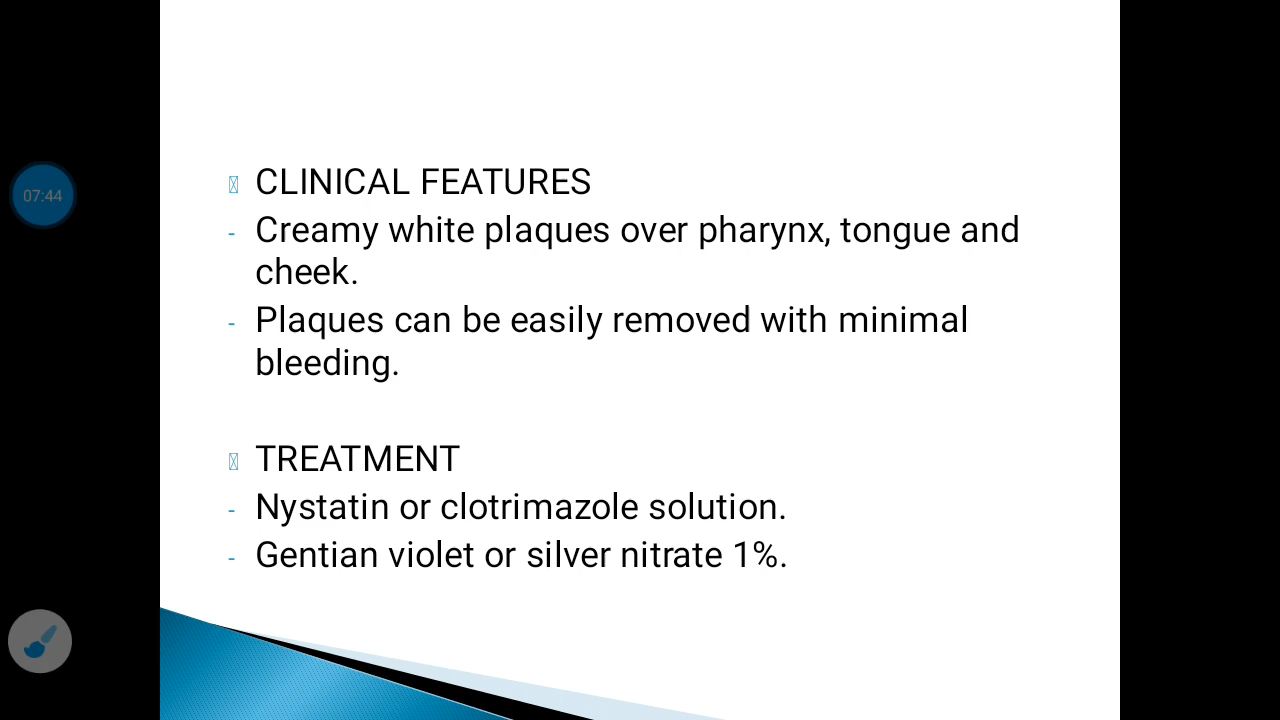 07:44
CLINICAL FEATURES
- Creamy white plaques over pharynx, tongue and
cheek.
- Plaques can be easily removed with minimal
bleeding.
TREATMENT
- Nystatin or clotrimazole solution.
- Gentian violet or silver nitrate 1%.